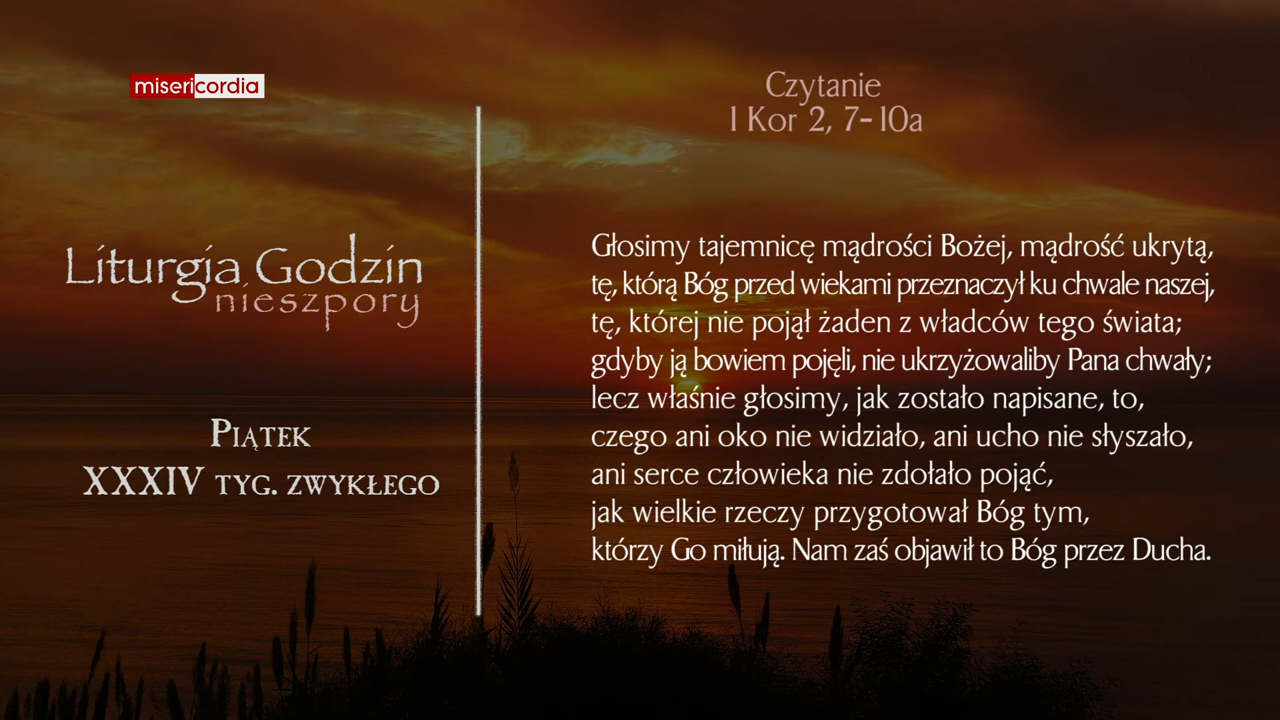 misericordia
Czytanie
1 Kor 2, 7-10a
Liturgia Godzin
nieszpory
Piątek
XXXIV tyg. zwykłego
Głosimy tajemnicę mądrości Bożej, mądrość ukrytą,
tę, którą Bóg przed wiekami przeznaczył ku chwale naszej,
tę, której nie pojął żaden z władców tego świata;
gdyby ją bowiem pojęli, nie ukrzyżowaliby Pana chwały;
lecz właśnie głosimy, jak zostało napisane, to,
czego ani oko nie widziało, ani ucho nie słyszało,
ani serce człowieka nie zdołało pojąć,
jak wielkie rzeczy przygotował Bóg tym,
którzy Go miłują. Nam zaś objawił to Bóg przez Ducha.